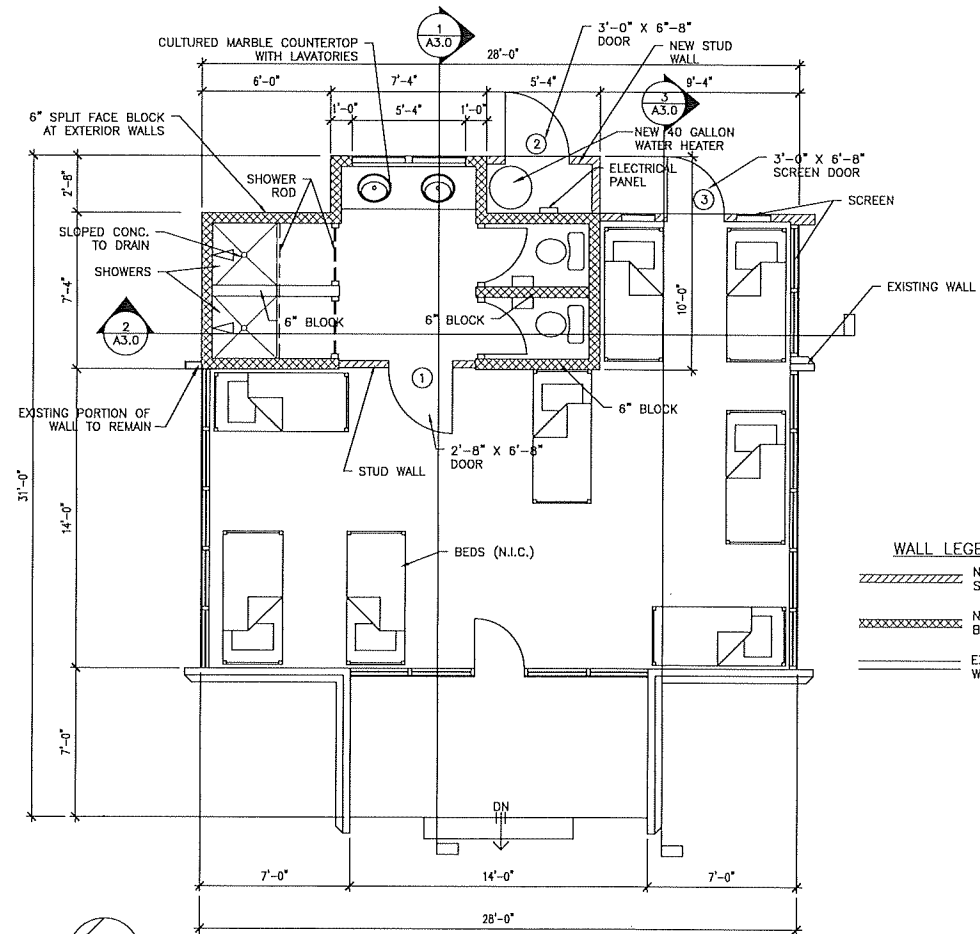 1
A3.0
3'-0" X 6'-8"
DOOR
CULTURED MARBLE COUNTERTOP
WITH LAVATORIES
28'-0"
NEW STUD
WALL
6'-0"
7'-4"
5'-4"
9'-4"
3
A3.0
6" SPLIT FACE BLOCK
AT EXTERIOR WALLS
1'-0"
5'-4"
1'-0"
2
NEW 40 GALLON
WATER HEATER
ELECTRICAL
PANEL
3'-0" X 6'-8"
SCREEN DOOR
2'-8"
SHOWER
ROD
3
SCREEN
SLOPED CONC.
TO DRAIN
SHOWERS
7'-4"
10'-0"
EXISTING WALL
2
A3.0
6" BLOCK
6" BLOCK
EXISTING PORTION OF
WALL TO REMAIN
1
6" BLOCK
2'-8" X 6'-8"
DOOR
STUD WALL
31'-0"
14'-0"
BEDS (N.I.C.)
WALL LEGE
N
S
N
B
E
W
7'-0"
DN
7'-0"
14'-0"
7'-0"
28'-0"